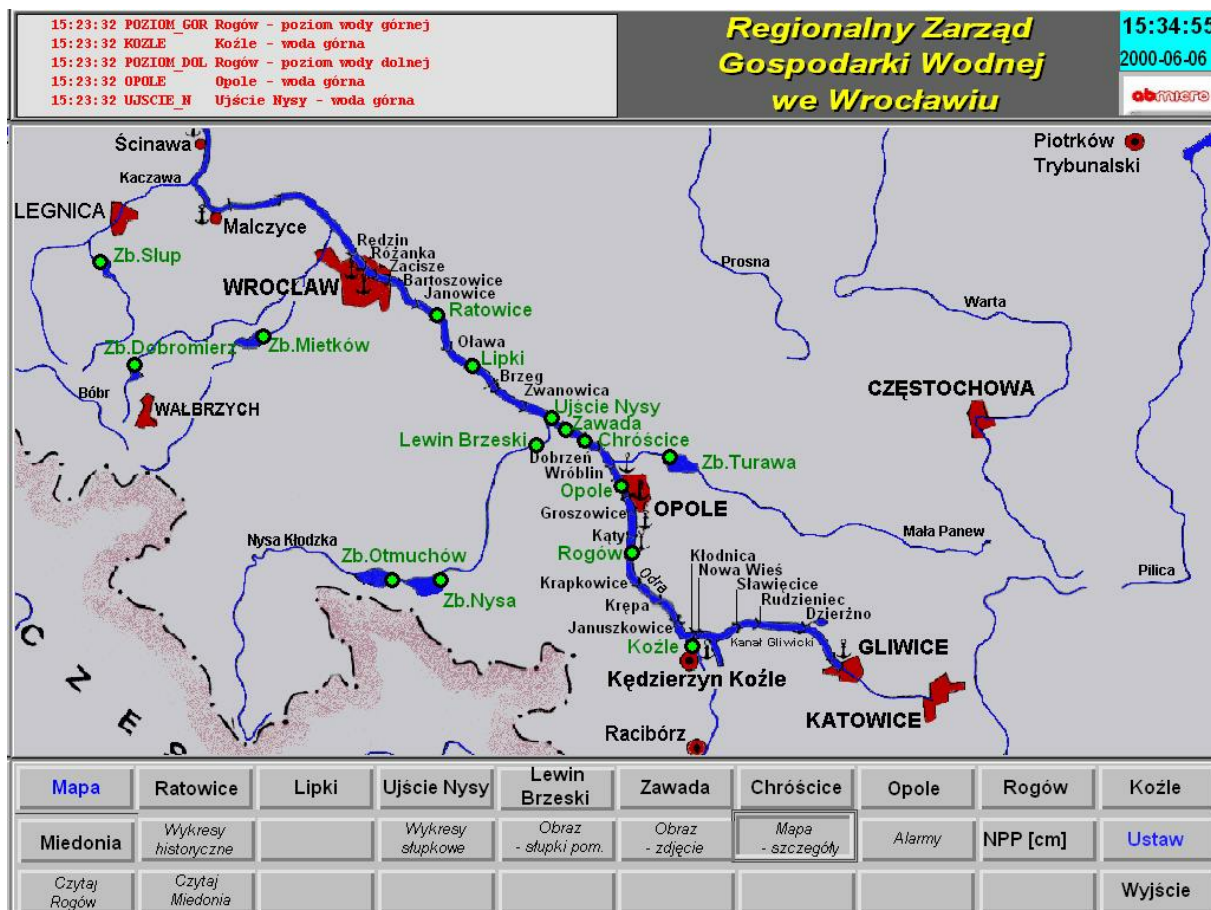 15:23:32 POZIOM_GOR Rogów - poziom wody górnej
15:23:32 KOZLE Koźle - woda górna
15:23:32 POZIOM_DOL Rogów - poziom wody dolnej
15:23:32 OPOLE Opole - woda górna
15:23:32 UJSCIE_N Ujście Nysy - woda górna
Regionalny Zarząd
Gospodarki Wodnej
we Wrocławiu
15:34:55
2000-06-06
abmicro
Ścinawa
Piotrków
Trybunalski
Kaczawa
LEGNICA
Malczyce
Zb.Słup
Rędzin
Różanka
Zacisze
Bartoszowice
Janowice
WROCŁAW
Ratowice
Prosna
Warta
Zb.Dobromierz
Zb.Mietków
Oława
Lipki
Brzeg
Zwanowica
Bóbr
WAŁBRZYCH
CZĘSTOCHOWA
Ujście Nysy
Zawada
Lewin Brzeski
Chróścice
Dobrzeń
Wróblin
Zb.Turawa
Opole
OPOLE
Groszowice
Kąty
Mała Panew
Nysa Kłodzka
Zb.Otmuchów
Rogów
Kłodnica
Nowa Wieś
Sławięcice
Rudzieniec
Dzierżno
Pilica
Zb.Nysa
Krapkowice
Odra
Krępa
Januszkowice
Koźle
Kanał Gliwicki
GLIWICE
Kędzierzyn Koźle
KATOWICE
Racibórz
C Z E
Mapa
Ratowice
Lipki
Ujście Nysy
Lewin
Brzeski
Zawada
Chróścice
Opole
Rogów
Koźle
Miedonia
Wykresy
historyczne
Wykresy
słupkowe
Obraz
- słupki pom.
Obraz
- zdjęcie
Mapa
- szczegóły
Alarmy
NPP [cm]
Ustaw
Czytaj
Rogów
Czytaj
Miedonia
Wyjście